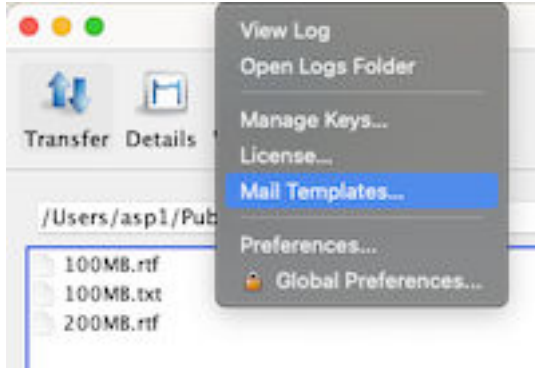 View Log
Open Logs Folder
Manage Keys...
License...
Mail Templates...
Preferences...
Global Preferences...
Transfer Details
/Users/asp1/Pub
100MB.rtf
100MB.txt
200MB.rtf